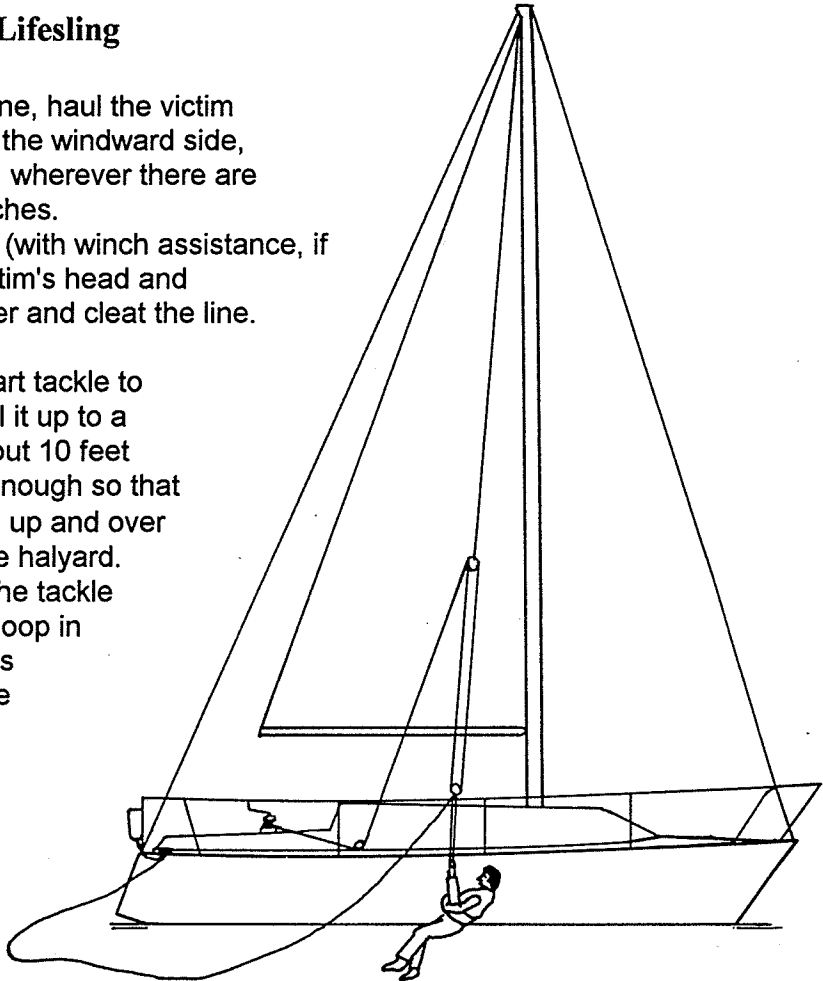 Lifesling
ne, haul the victim
the windward side,
wherever there are
ches.
(with winch assistance, if
tim's head and
er and cleat the line.
art tackle to
l it up to a
out 10 feet
nough so that
up and over
e halyard.
he tackle
oop in
s
e